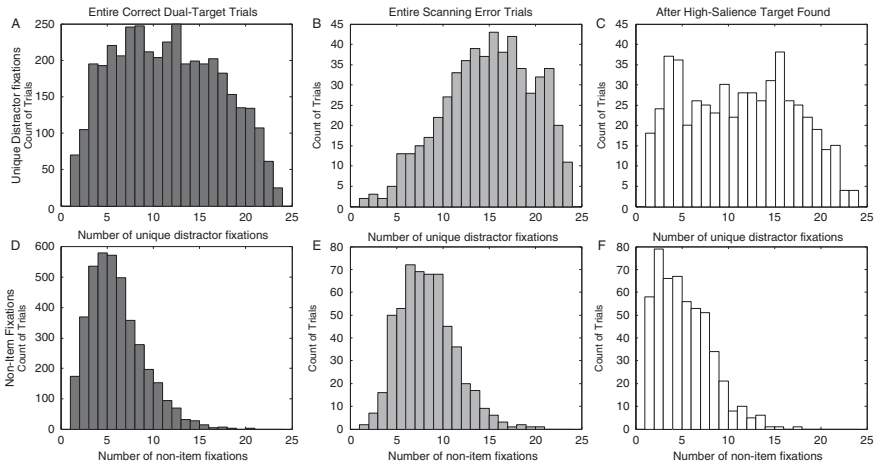 Entire Correct Dual-Target Trials
Entire Scanning Error Trials
After High-Salience Target Found
A
B
C
Unique Distractor fixations
Count of Trials
250
200
150
100
50
0
0 5 10 15 20 25
Number of unique distractor fixations
Count of Trials
45
40
35
30
25
20
15
10
5
0
0 5 10 15 20 25
Number of unique distractor fixations
Count of Trials
45
40
35
30
25
20
15
10
5
0
0 5 10 15 20 25
Number of unique distractor fixations
D
E
F
Non-Item Fixations
Count of Trials
600
500
400
300
200
100
0
0 5 10 15 20 25
Number of non-item fixations
Count of Trials
80
70
60
50
40
30
20
10
0
0 5 10 15 20 25
Number of non-item fixations
Count of Trials
80
70
60
50
40
30
20
10
0
0 5 10 15 20 25
Number of non-item fixations